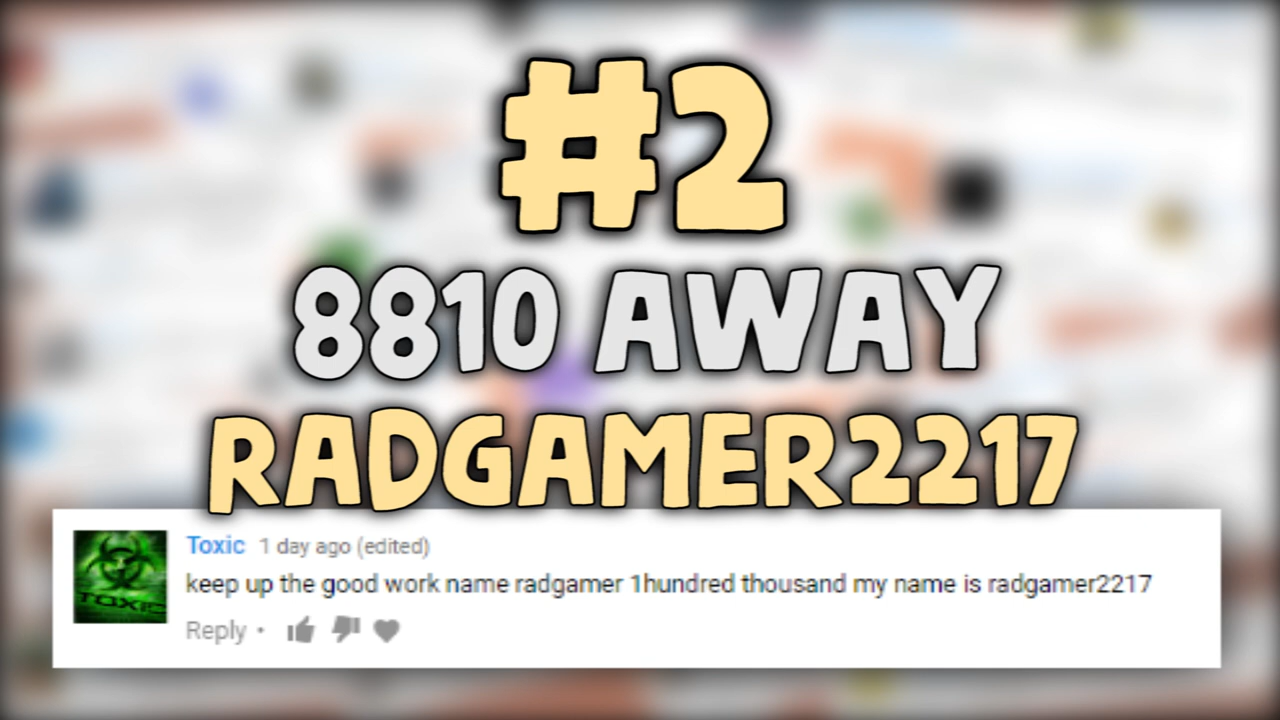 #2
8810 AWAY
RADGAMER2217
Toxic 1 day ago (edited)
keep up the good work name radgamer 1hundred thousand my name is radgamer2217
Reply •
TOXIC